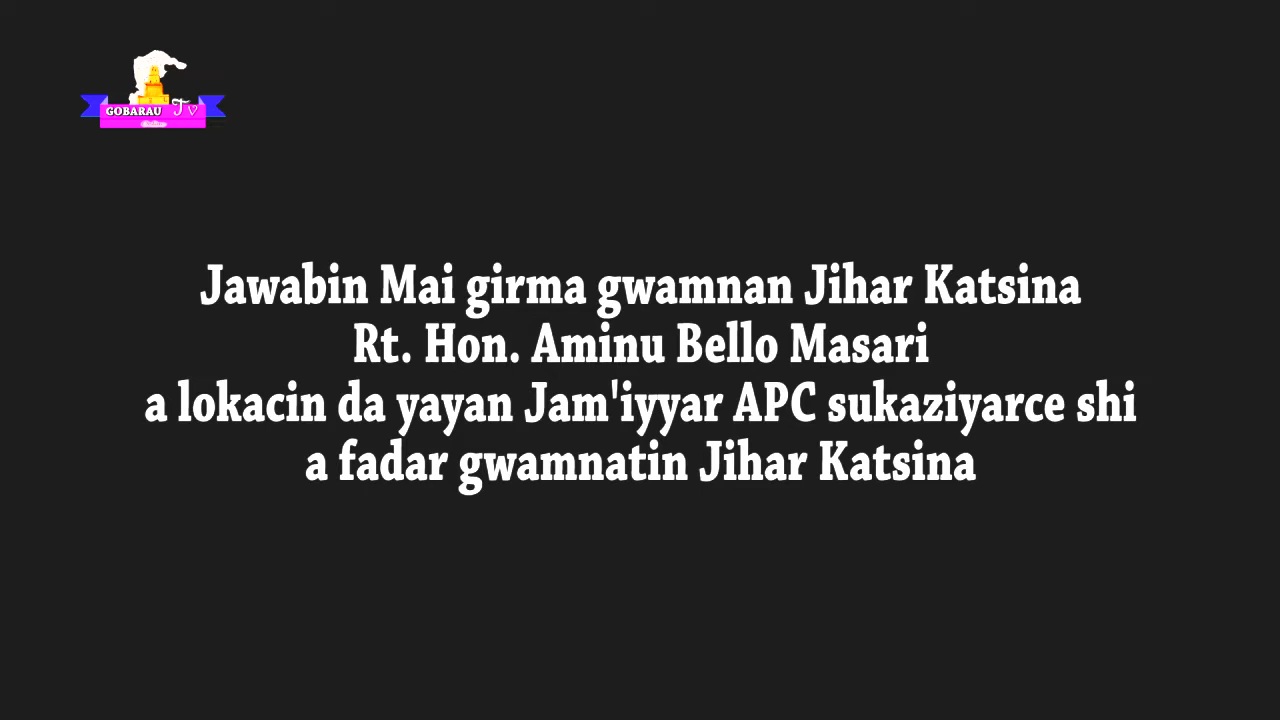 GOBARAU TV
Jawabin Mai girma gwamnan Jihar Katsina
Rt. Hon. Aminu Bello Masari
a lokacin da yayan Jam'iyyar APC sukaziyarce shi
a fadar gwamnatin Jihar Katsina